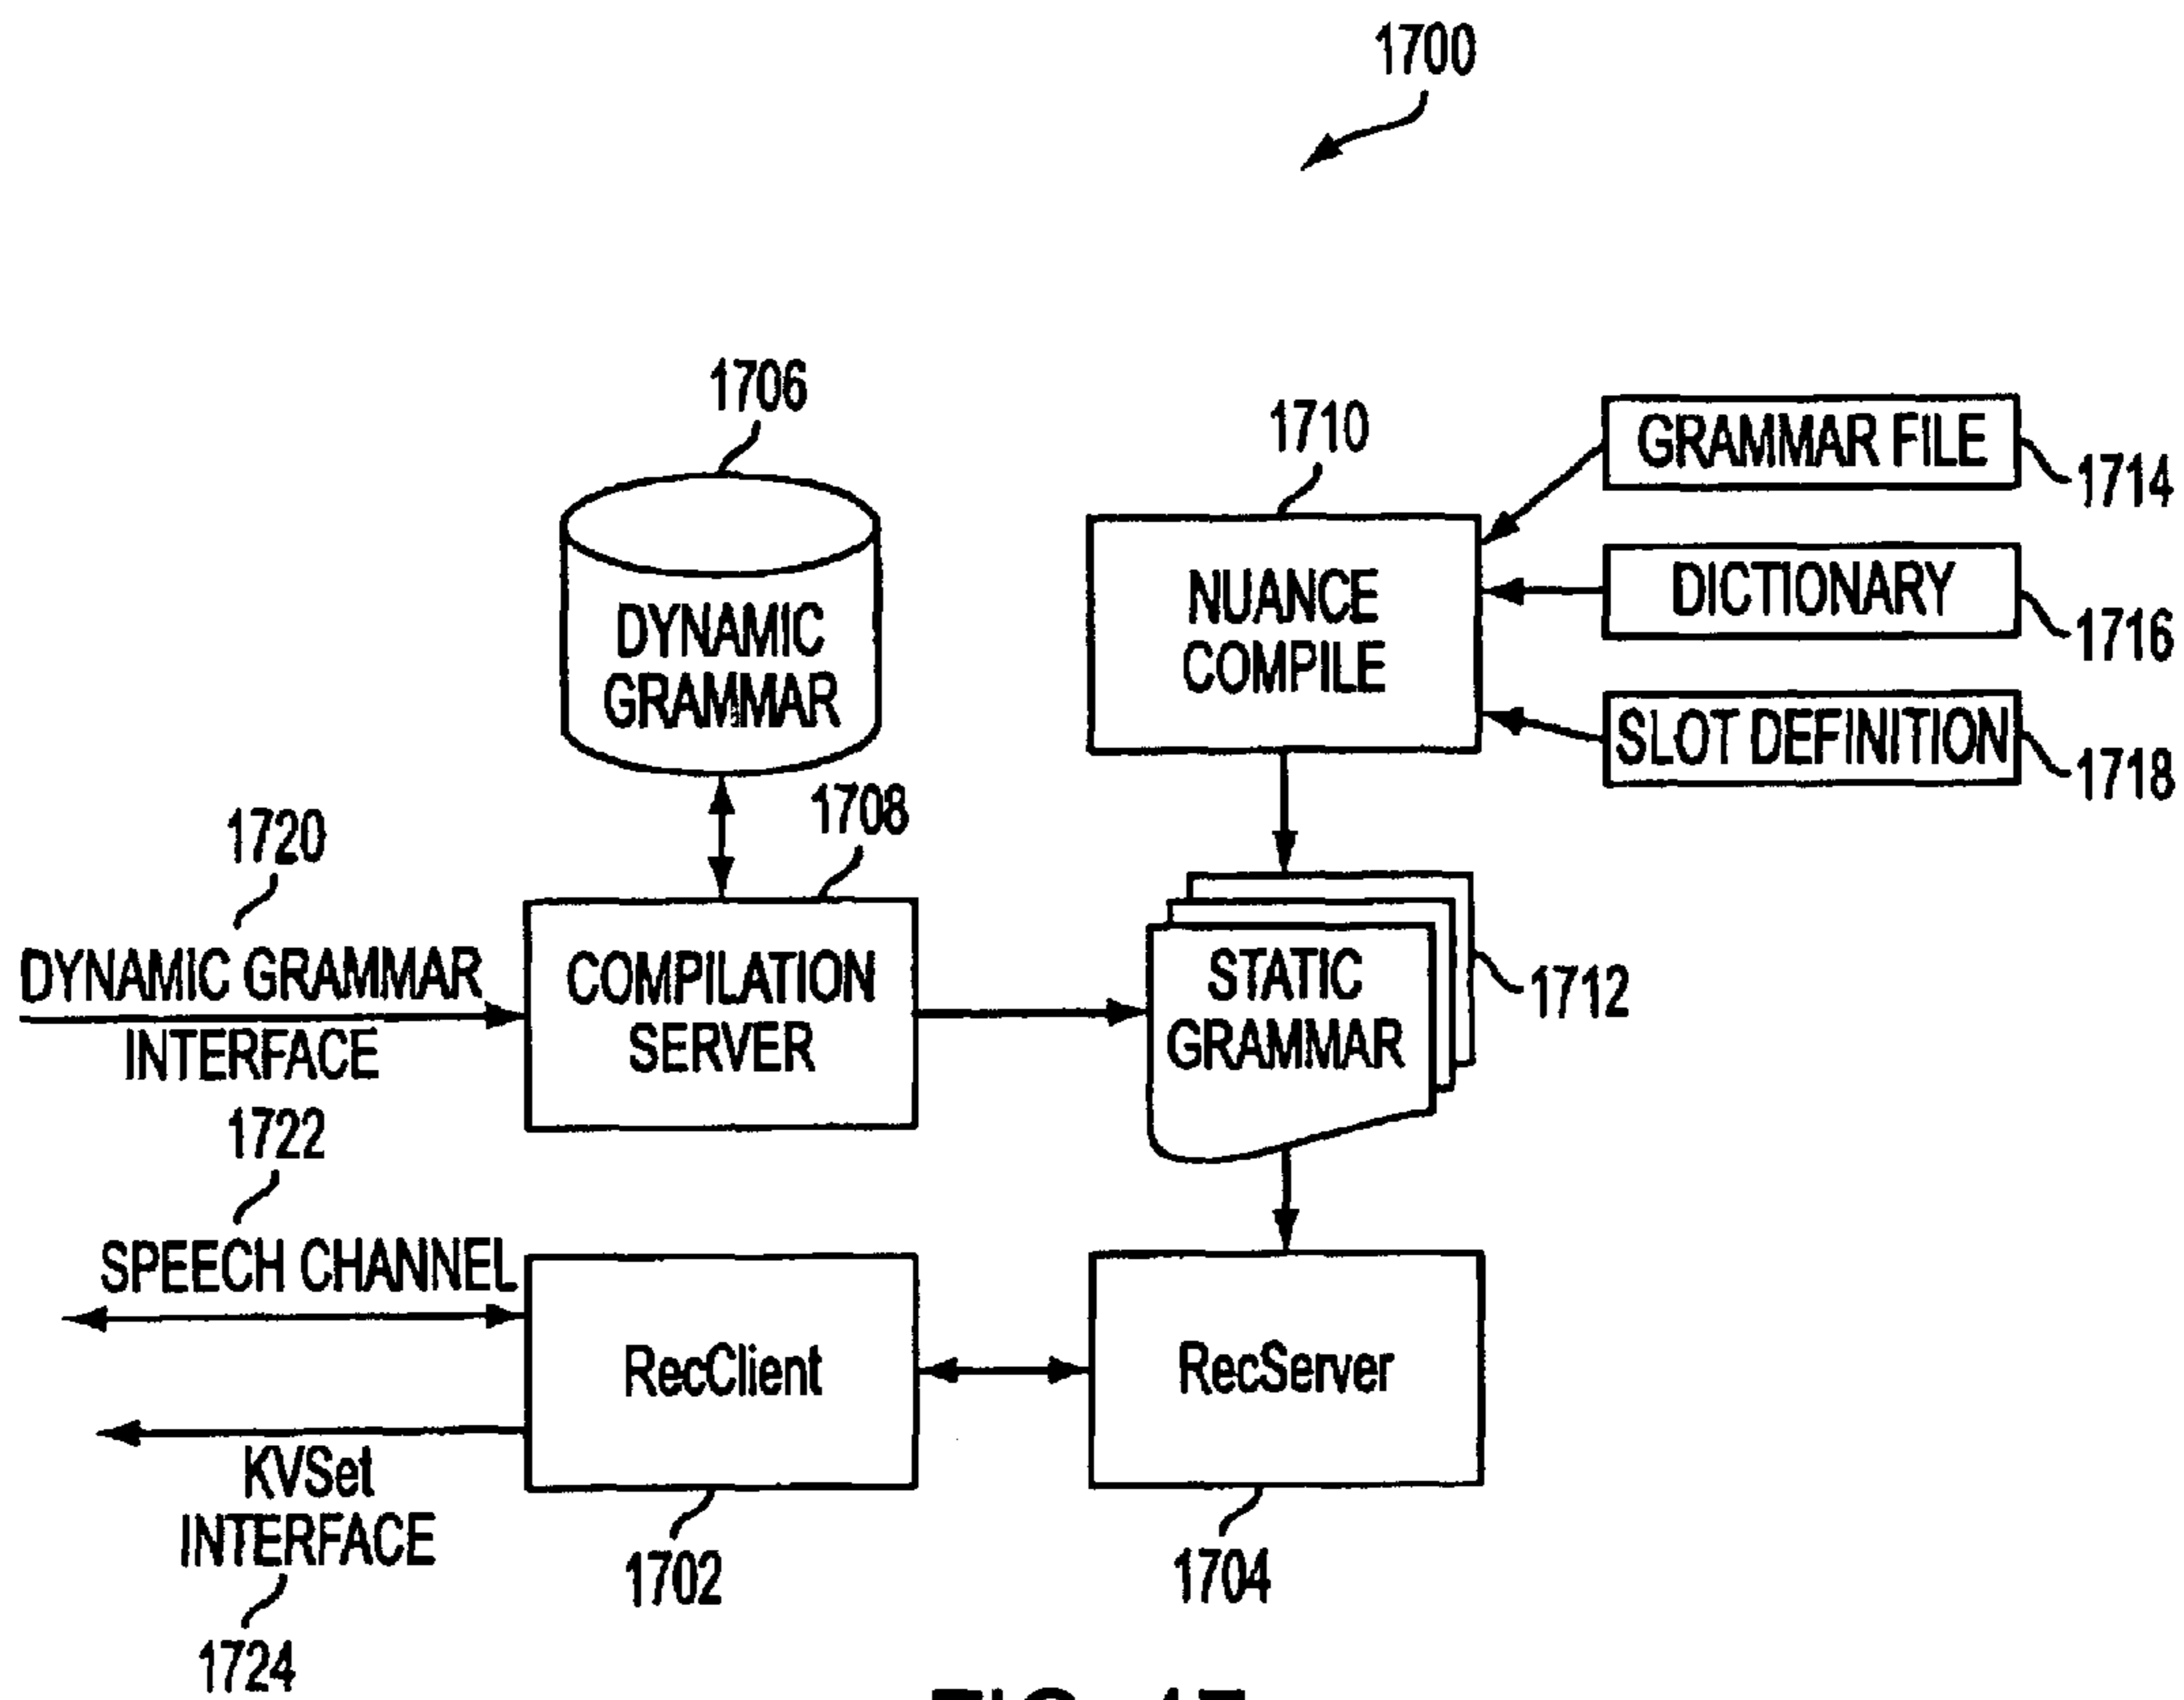 1700
1706
1710
GRAMMAR FILE
1714
DYNAMIC
GRAMMAR
NUANCE
COMPILE
DICTIONARY
1716
SLOT DEFINITION
1718
1720
1708
DYNAMIC GRAMMAR
INTERFACE
COMPILATION
SERVER
STATIC
GRAMMAR
1712
1722
SPEECH CHANNEL
RecClient
RecServer
KVSet
INTERFACE
1702
1704
1724